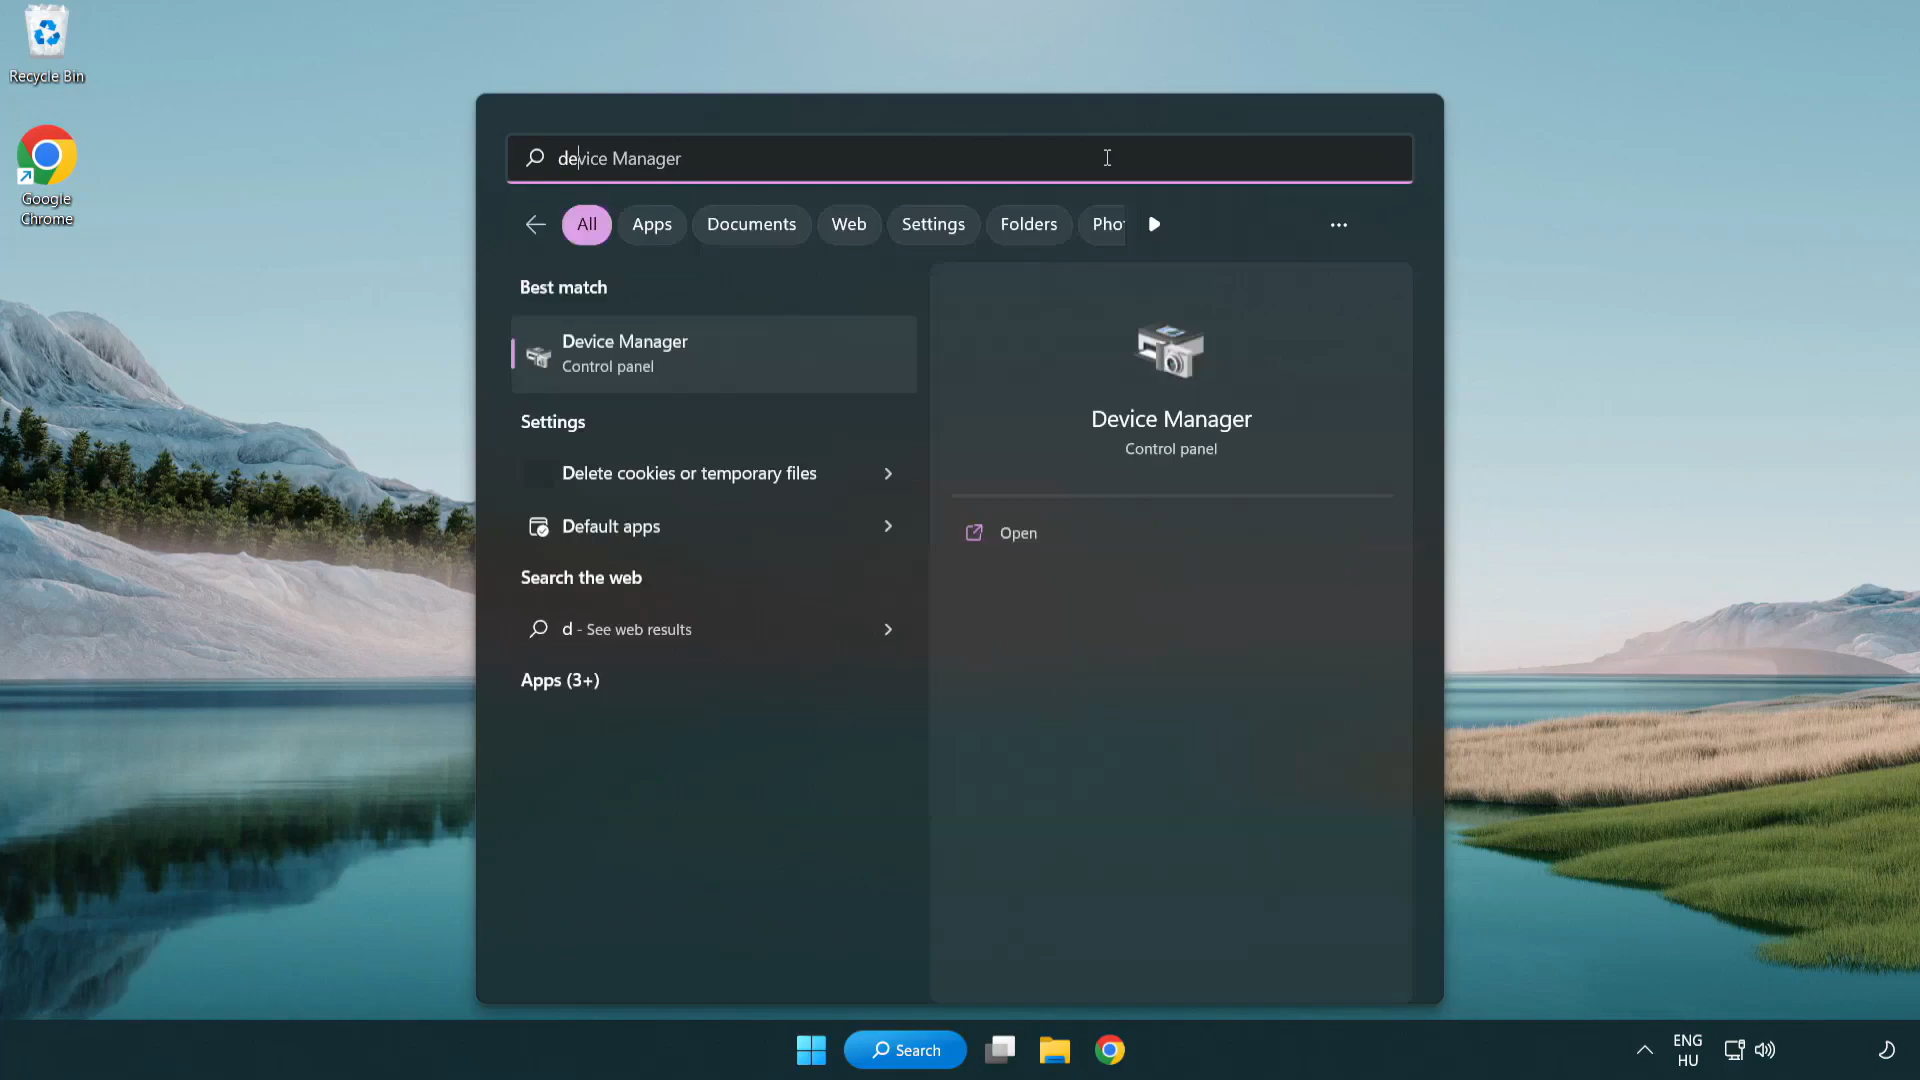 Recycle Bin
Google
Chrome
device Manager
All
Apps
Documents
Web
Settings
Folders
Pho
Best match
Device Manager
Control panel
Settings
Delete cookies or temporary files
Default apps
Search the web
d - See web results
Apps (3+)
Device Manager
Control panel
Open
Search
ENG
HU